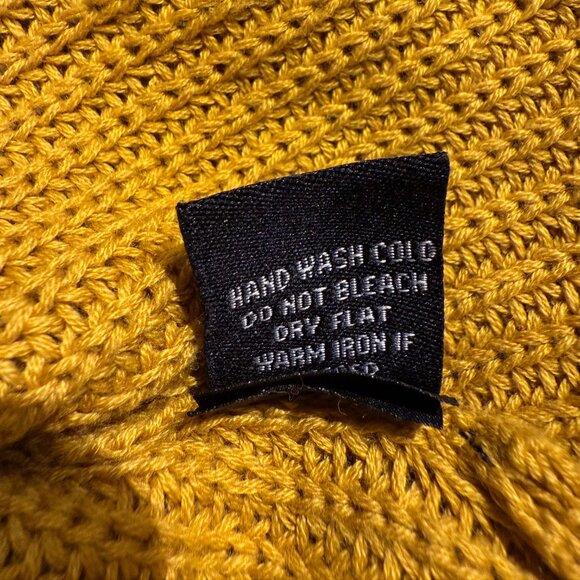 HAND WASH COLD
DO NOT BLEACH
DRY FLAT
WARM IRON IF